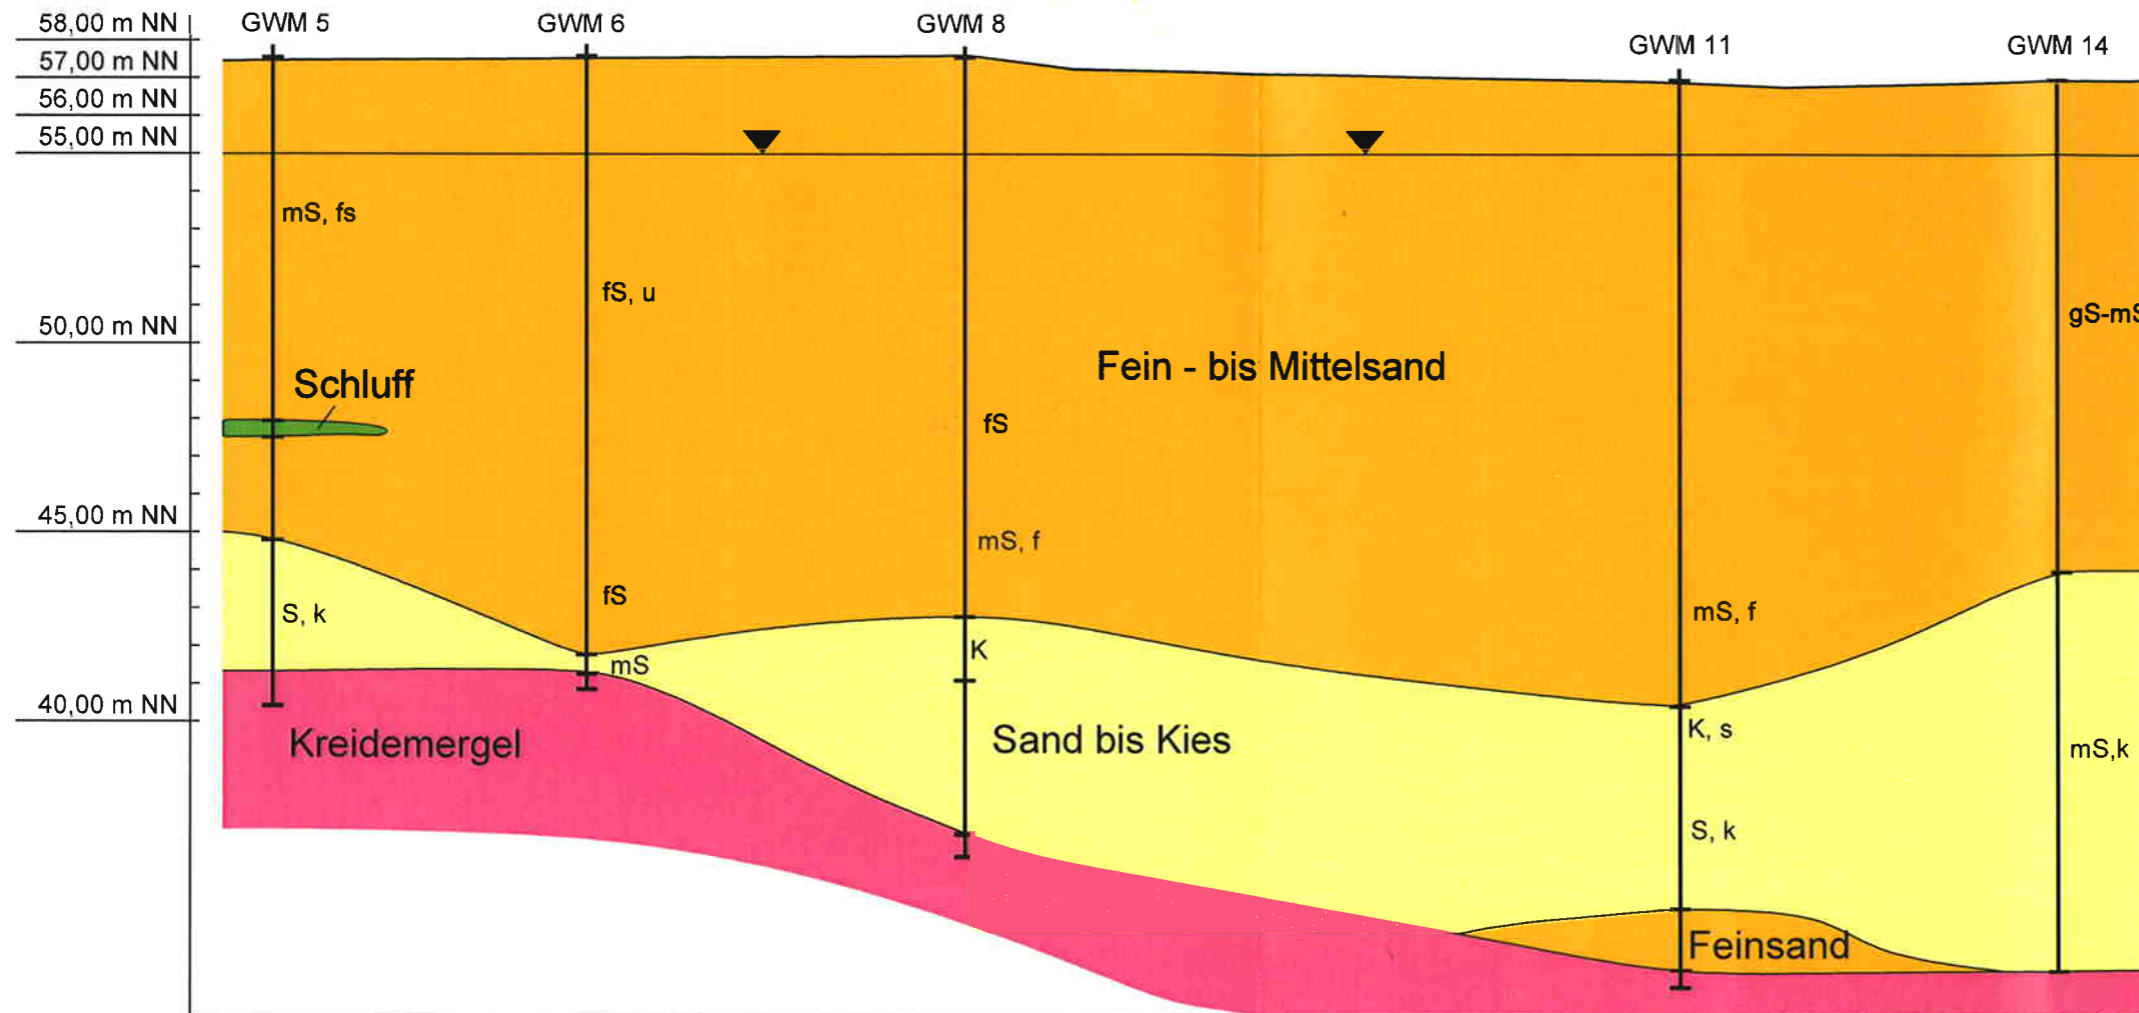 58,00 m NN
GWM 5
GWM 6
GWM 8
GWM 11
GWM 14
57,00 m NN
56,00 m NN
55,00 m NN
mS, fs
fS, u
gS-mS
50,00 m NN
Fein - bis Mittelsand
Schluff
fS
45,00 m NN
mS, f
fS
S, k
mS, f
K
mS
40,00 m NN
K, s
Kreidemergel
Sand bis Kies
mS,k
S, k
Feinsand